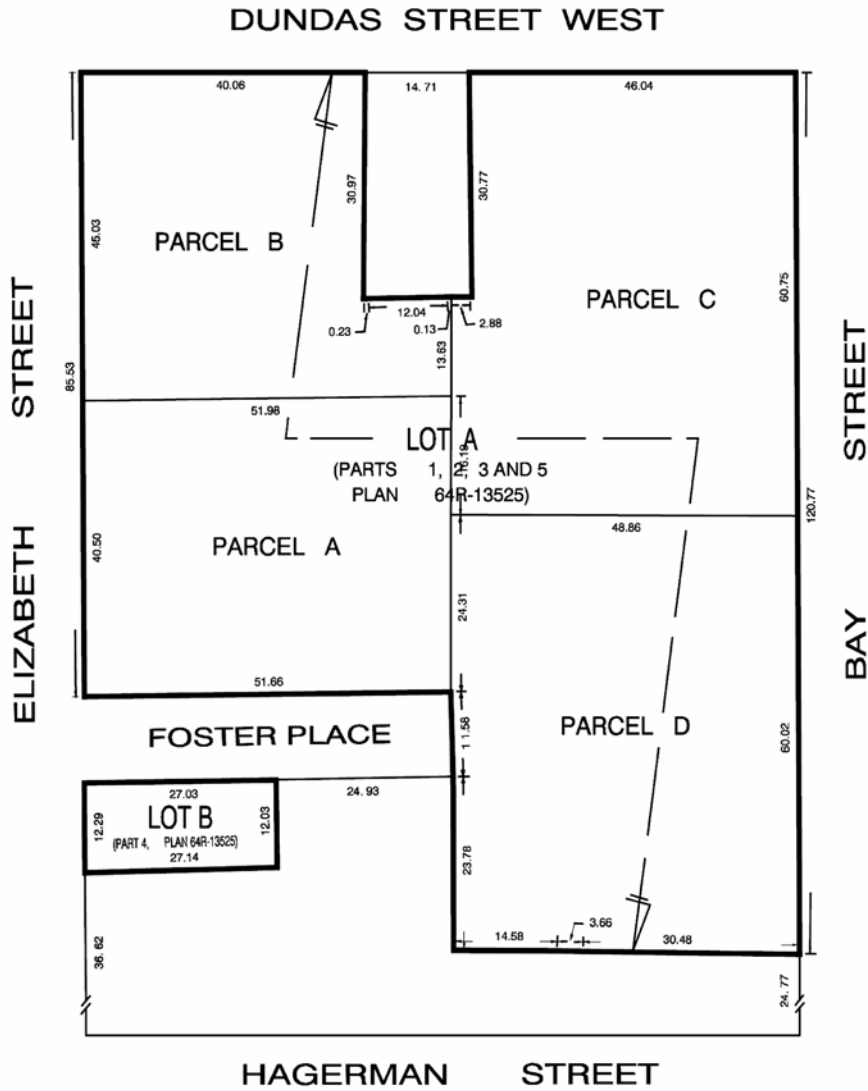 DUNDAS STREET WEST
40.06
14.71
46.04
30.97
30.77
45.03
PARCEL B
PARCEL C
60.75
ELIZABETH STREET
BAY STREET
0.23
12.04
0.13
2.88
13.63
85.53
51.98
LOT A
(PARTS 1, 2, 3 AND 5
PLAN 64R-13525)
16.19
120.77
48.86
40.50
PARCEL A
24.31
51.66
FOSTER PLACE
11.58
PARCEL D
60.02
27.03
24.93
12.29
LOT B
12.03
(PART 4, PLAN 64R-13525)
27.14
23.78
36.62
14.58
3.66
30.48
24.77
HAGERMAN STREET